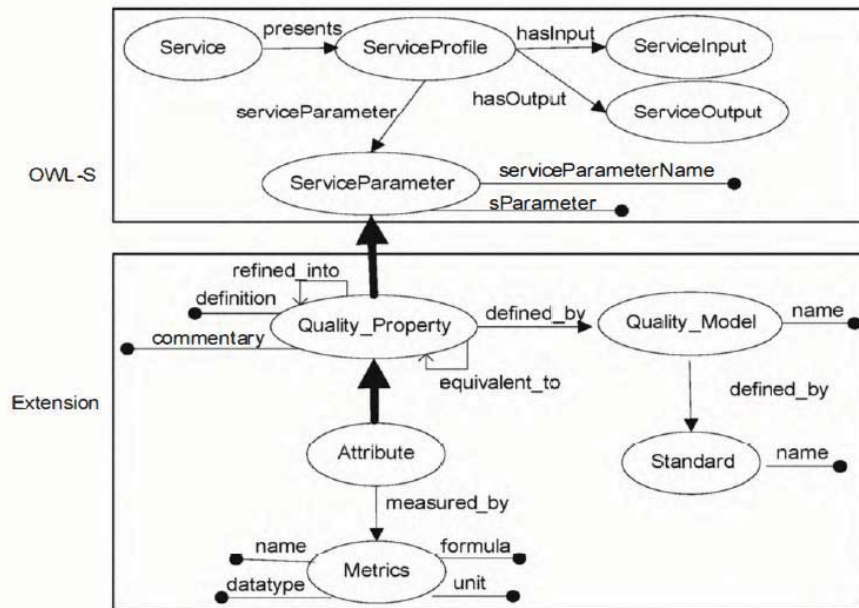 presents
hasInput
Service
ServiceProfile
ServiceInput
hasOutput
serviceParameter
ServiceOutput
OWL-S
ServiceParameter
serviceParameterName
sParameter
refined_into
definition
Quality_Property
defined_by
Quality_Model
name
commentary
equivalent_to
defined_by
Extension
Attribute
Standard
name
measured_by
name
formula
Metrics
datatype
unit